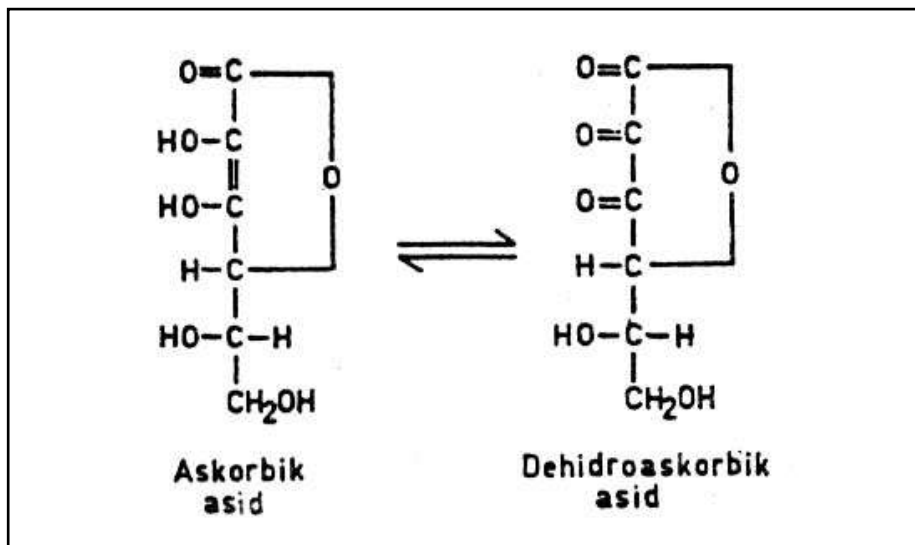 O=C
O=C
HO-C
O=C
O
O
HO-C
O=C
H-C
H-C
HO-C-H
HO-C-H
CH2OH
CH2OH
Askorbik
asid
Dehidroaskorbik
asid